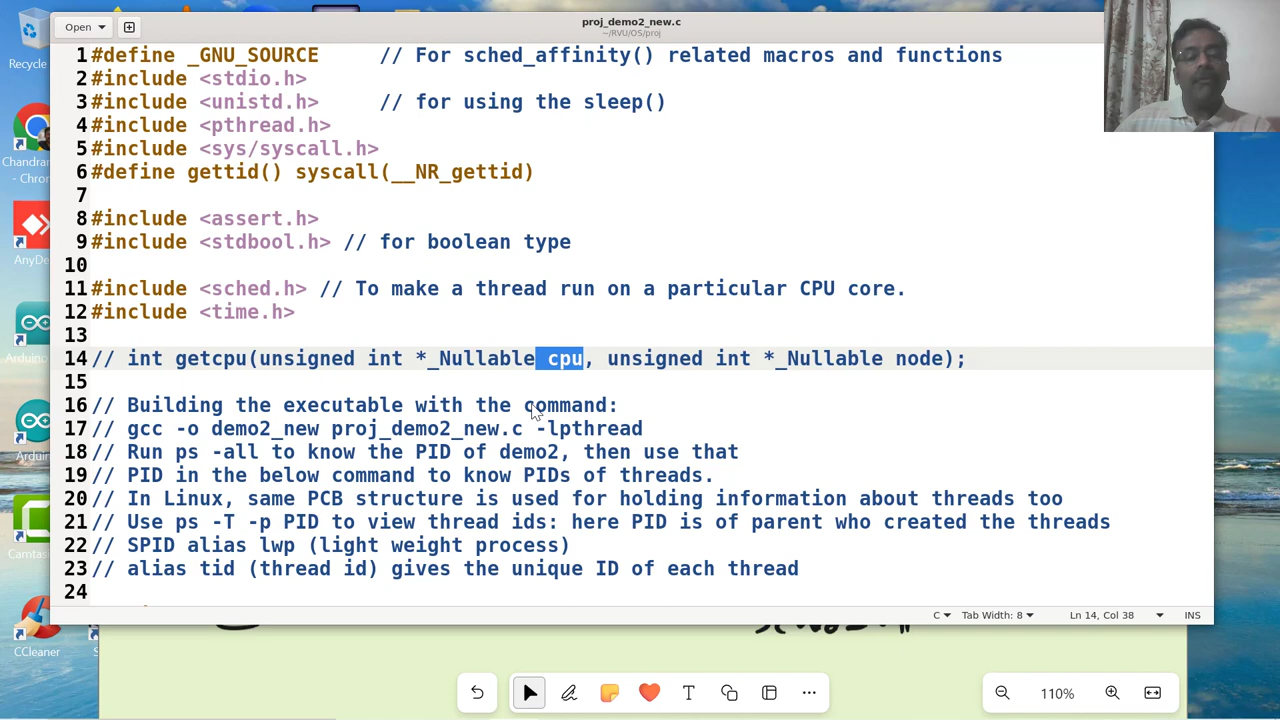 Open
proj_demo2_new.c
~/RVU/OS/proj
Recycle
Chandra
- Chrom
AnyDe
Arduino
Arduin
Camtas
CCleaner
1 #define _GNU_SOURCE // For sched_affinity() related macros and functions
2 #include <stdio.h>
3 #include <unistd.h> // for using the sleep()
4 #include <pthread.h>
5 #include <sys/syscall.h>
6 #define gettid() syscall(__NR_gettid)
7
8 #include <assert.h>
9 #include <stdbool.h> // for boolean type
10
11 #include <sched.h> // To make a thread run on a particular CPU core.
12 #include <time.h>
13
14 // int getcpu(unsigned int *_Nullable cpu, unsigned int *_Nullable node);
15
16 // Building the executable with the command:
17 // gcc -o demo2_new proj_demo2_new.c -lpthread
18 // Run ps -all to know the PID of demo2, then use that
19 // PID in the below command to know PIDs of threads.
20 // In Linux, same PCB structure is used for holding information about threads too
21 // Use ps -T -p PID to view thread ids: here PID is of parent who created the threads
22 // SPID alias lwp (light weight process)
23 // alias tid (thread id) gives the unique ID of each thread
24
C Tab Width: 8 Ln 14, Col 38 INS
T 110%